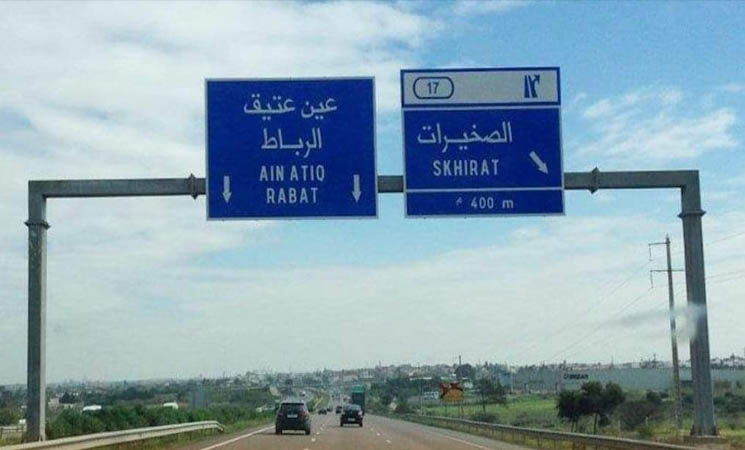 عين عتيق
الرباط
AIN ATIQ
RABAT
17
الصخيرات
SKHIRAT
م 400 m